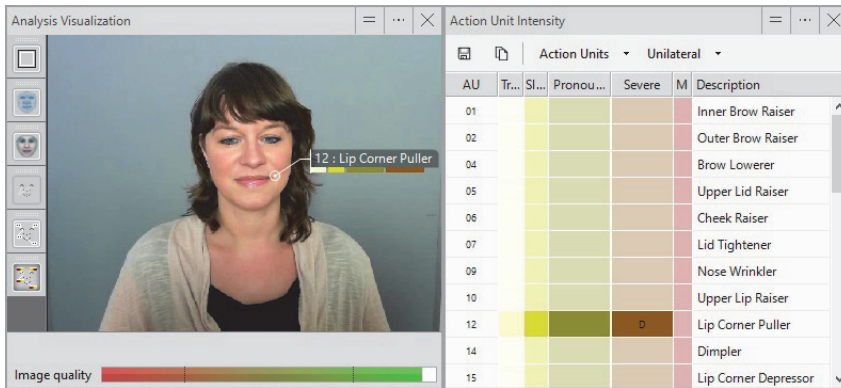 Analysis Visualization
12 : Lip Corner Puller
Image quality
Action Unit Intensity
Action Units Unilateral
AU Tr... Sl... Pronou... Severe M Description
01 Inner Brow Raiser
02 Outer Brow Raiser
04 Brow Lowerer
05 Upper Lid Raiser
06 Cheek Raiser
07 Lid Tightener
09 Nose Wrinkler
10 Upper Lip Raiser
12 D Lip Corner Puller
14 Dimpler
15 Lip Corner Depressor